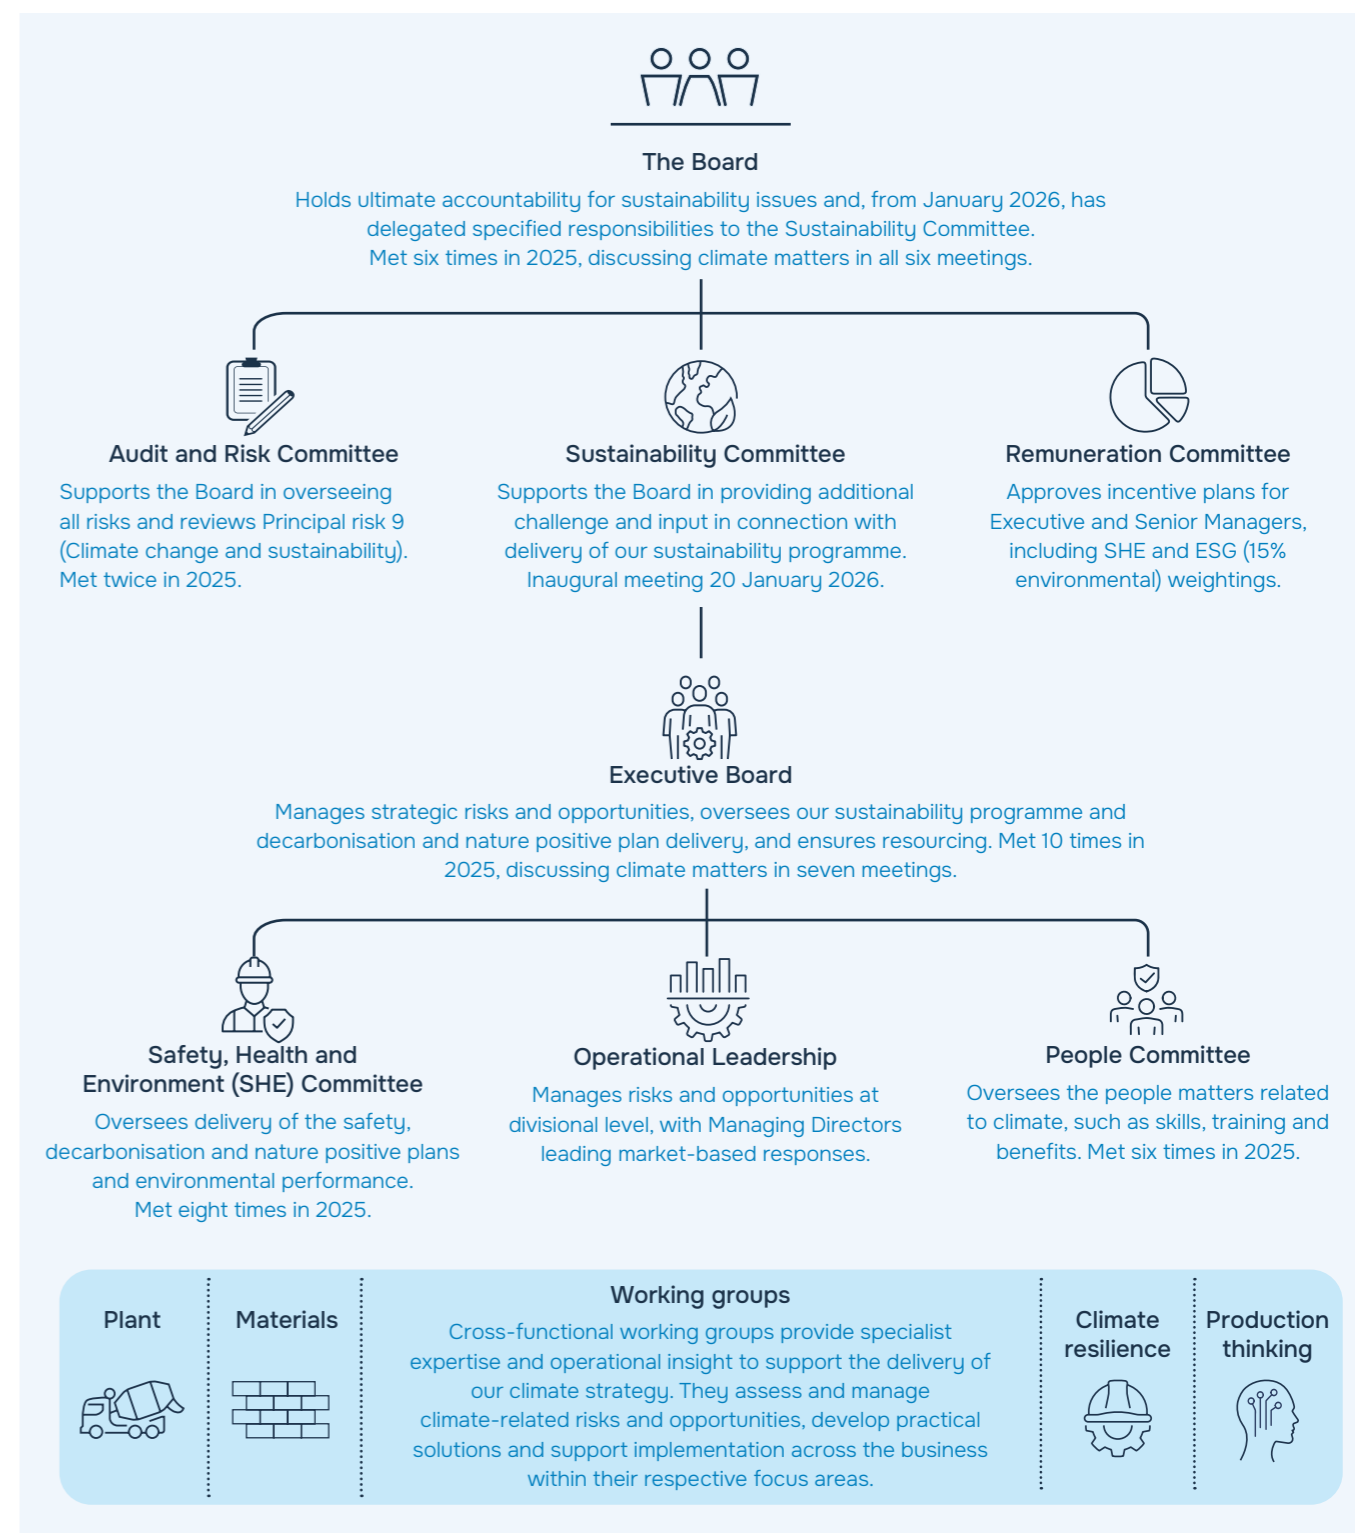 The Board
Holds ultimate accountability for sustainability issues and, from January 2026, has
delegated specified responsibilities to the Sustainability Committee.
Met six times in 2025, discussing climate matters in all six meetings.
Audit and Risk Committee
Supports the Board in overseeing
all risks and reviews Principal risk 9
(Climate change and sustainability).
Met twice in 2025.
Sustainability Committee
Supports the Board in providing additional
challenge and input in connection with
delivery of our sustainability programme.
Inaugural meeting 20 January 2026.
Remuneration Committee
Approves incentive plans for
Executive and Senior Managers,
including SHE and ESG (15%
environmental) weightings.
Executive Board
Manages strategic risks and opportunities, oversees our sustainability programme and
decarbonisation and nature positive plan delivery, and ensures resourcing. Met 10 times in
2025, discussing climate matters in seven meetings.
Safety, Health and
Environment (SHE) Committee
Oversees delivery of the safety,
decarbonisation and nature positive plans
and environmental performance.
Met eight times in 2025.
Operational Leadership
Manages risks and opportunities at
divisional level, with Managing Directors
leading market-based responses.
People Committee
Oversees the people matters related
to climate, such as skills, training and
benefits. Met six times in 2025.
Plant
Materials
Working groups
Cross-functional working groups provide specialist
expertise and operational insight to support the delivery of
our climate strategy. They assess and manage
climate-related risks and opportunities, develop practical
solutions and support implementation across the business
within their respective focus areas.
Climate
resilience
Production
thinking